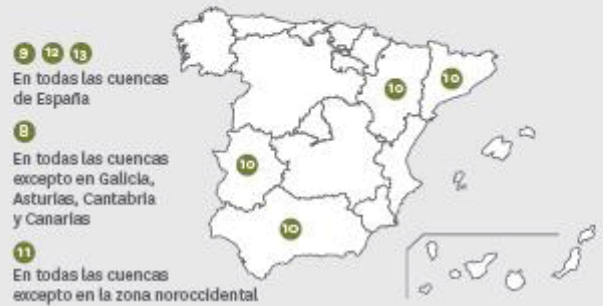 9 12 13
En todas las cuencas
de España
8
En todas las cuencas
excepto en Galicia,
Asturias, Cantabria
y Canarias
11
En todas las cuencas
excepto en la zona noroccidental
10
10
10
10